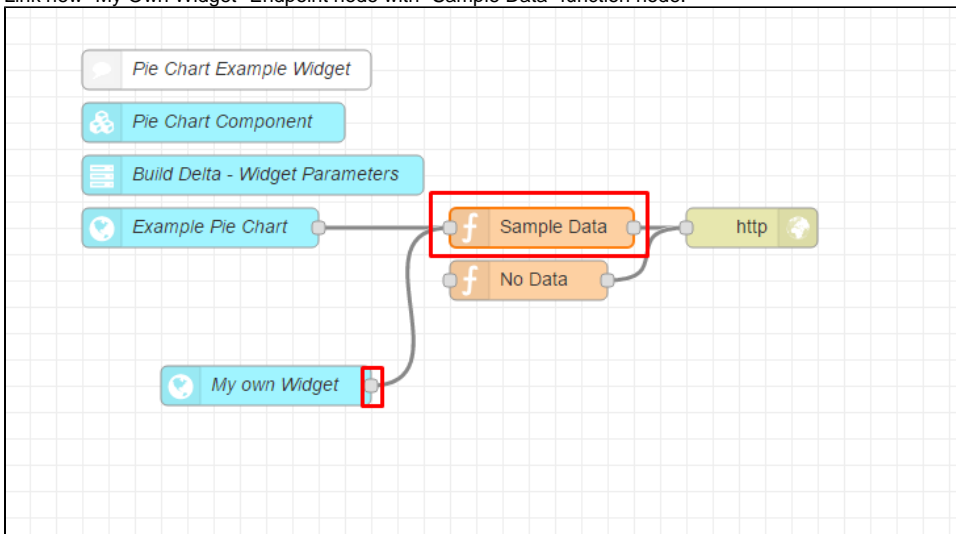 Link now "My Own Widget" Endpoint node with "Sample Data" function node.
Pie Chart Example Widget
Pie Chart Component
Build Delta - Widget Parameters
Example Pie Chart
Sample Data
http
No Data
My own Widget